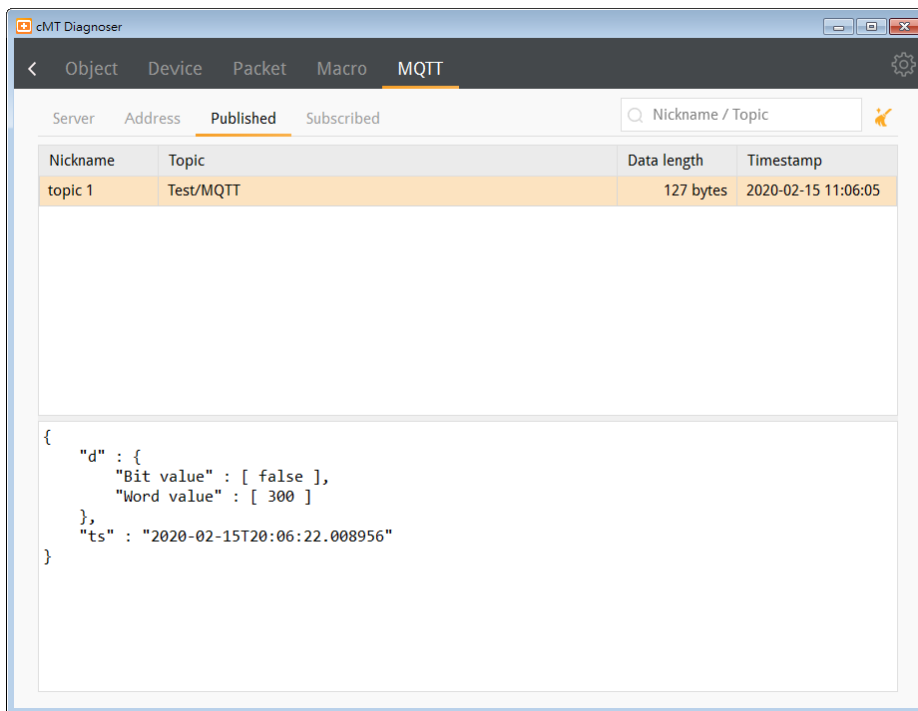 cMT Diagnoser
Object Device Packet Macro MQTT
Server Address Published Subscribed Nickname / Topic
Nickname Topic Data length Timestamp
topic 1 Test/MQTT 127 bytes 2020-02-15 11:06:05
{
    "d" : {
        "Bit value" : [ false ],
        "Word value" : [ 300 ]
    },
    "ts" : "2020-02-15T20:06:22.008956"
}